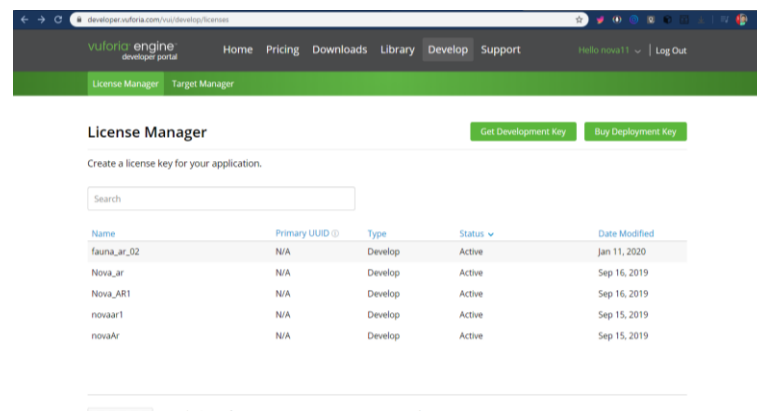 developer.vuforia.com/vui/develop/licenses
vuforia engine™ Home Pricing Downloads Library Develop Support Hello nova11 | Log Out
developer portal
License Manager Target Manager
License Manager Get Development Key Buy Deployment Key
Create a license key for your application.
Search
Name Primary UUID Type Status Date Modified
fauna_ar_02 N/A Develop Active Jan 11, 2020
Nova_ar N/A Develop Active Sep 16, 2019
Nova_AR1 N/A Develop Active Sep 16, 2019
novaar1 N/A Develop Active Sep 15, 2019
novaAr N/A Develop Active Sep 15, 2019